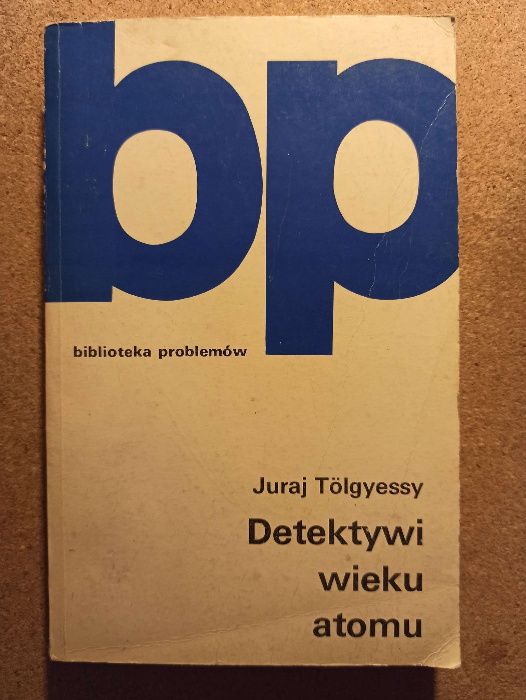 bp
biblioteka problemów
Juraj Tölgyessy
Detektywi
wieku
atomu